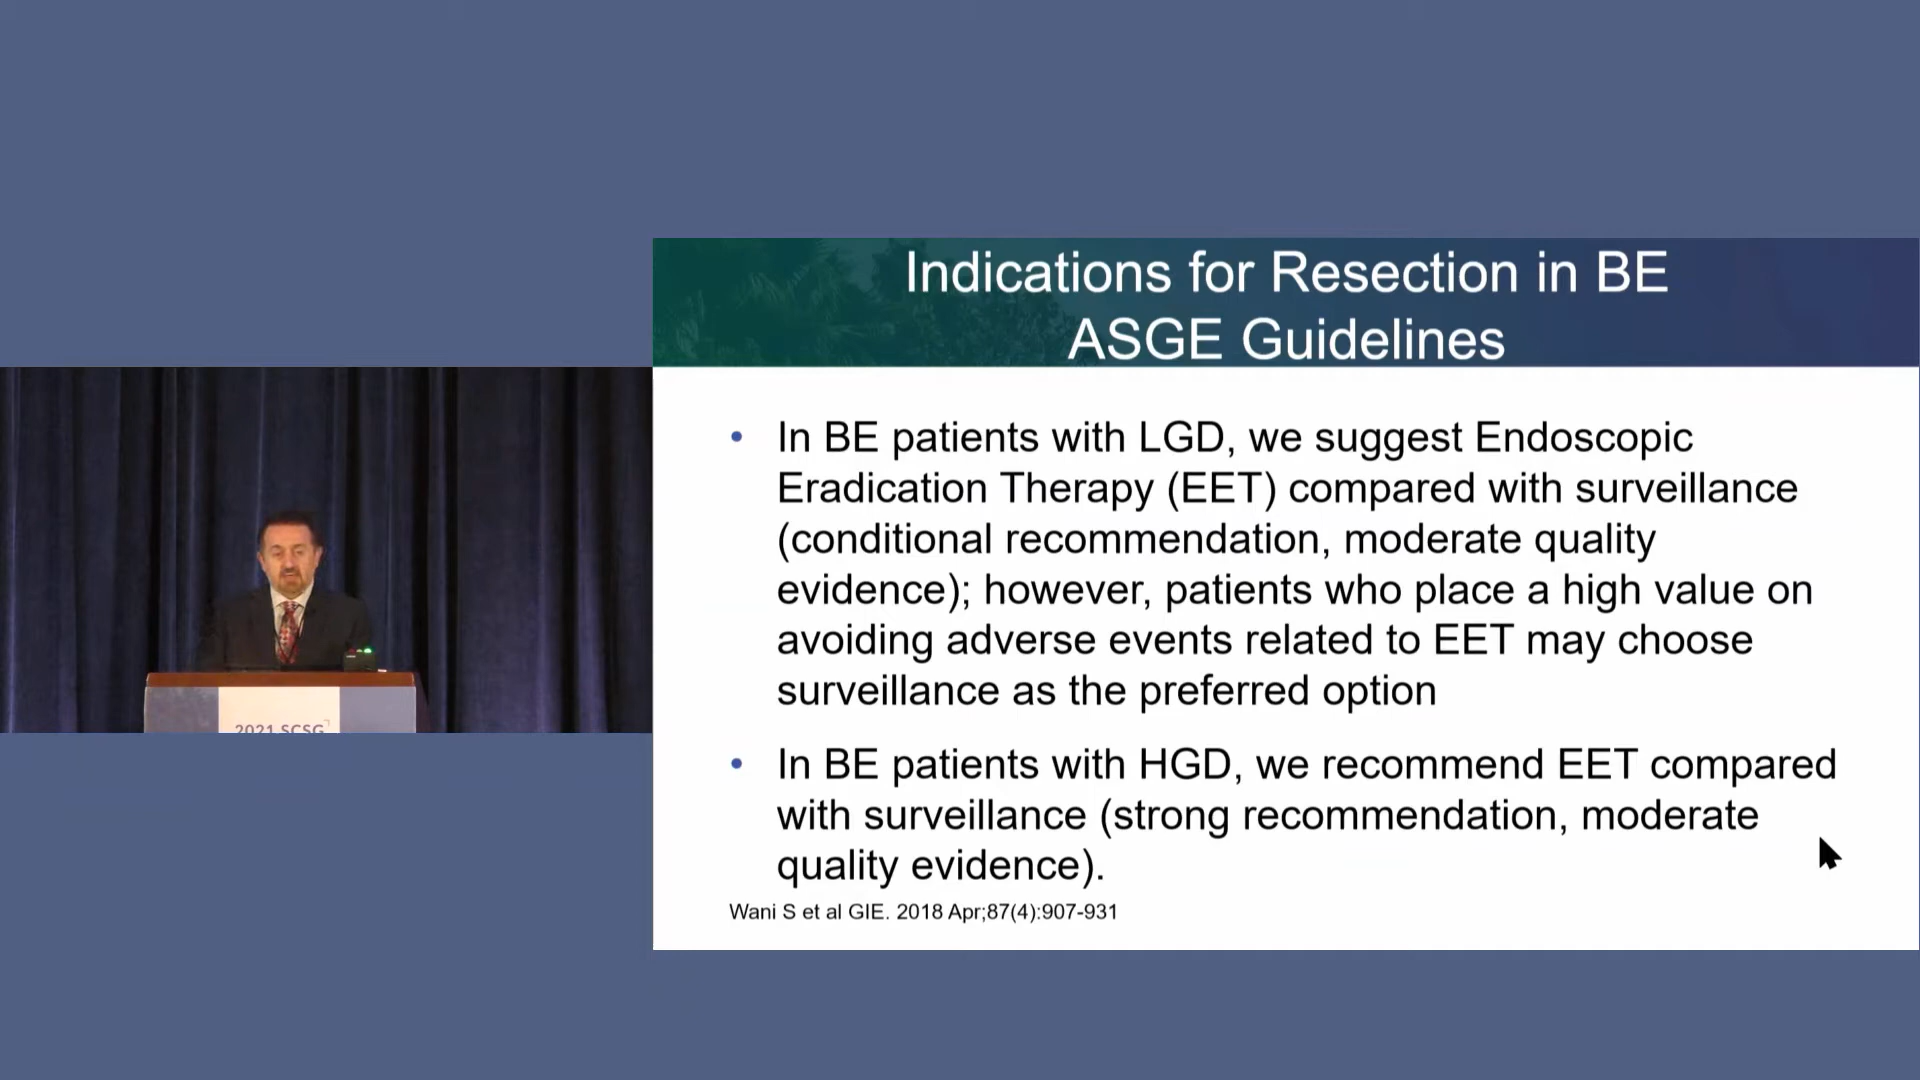 Indications for Resection in BE
ASGE Guidelines
• In BE patients with LGD, we suggest Endoscopic
Eradication Therapy (EET) compared with surveillance
(conditional recommendation, moderate quality
evidence); however, patients who place a high value on
avoiding adverse events related to EET may choose
surveillance as the preferred option
• In BE patients with HGD, we recommend EET compared
with surveillance (strong recommendation, moderate
quality evidence).
Wani S et al GIE. 2018 Apr;87(4):907-931
2021 SCSG